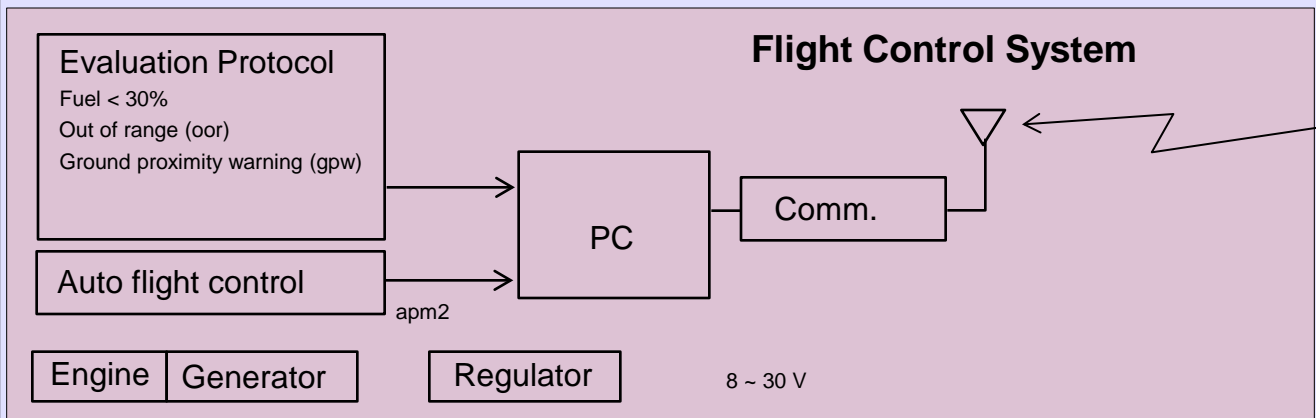 Flight Control System
Evaluation Protocol
Fuel < 30%
Out of range (oor)
Ground proximity warning (gpw)
PC
Comm.
Auto flight control
apm2
Engine
Generator
Regulator
8 ~ 30 V